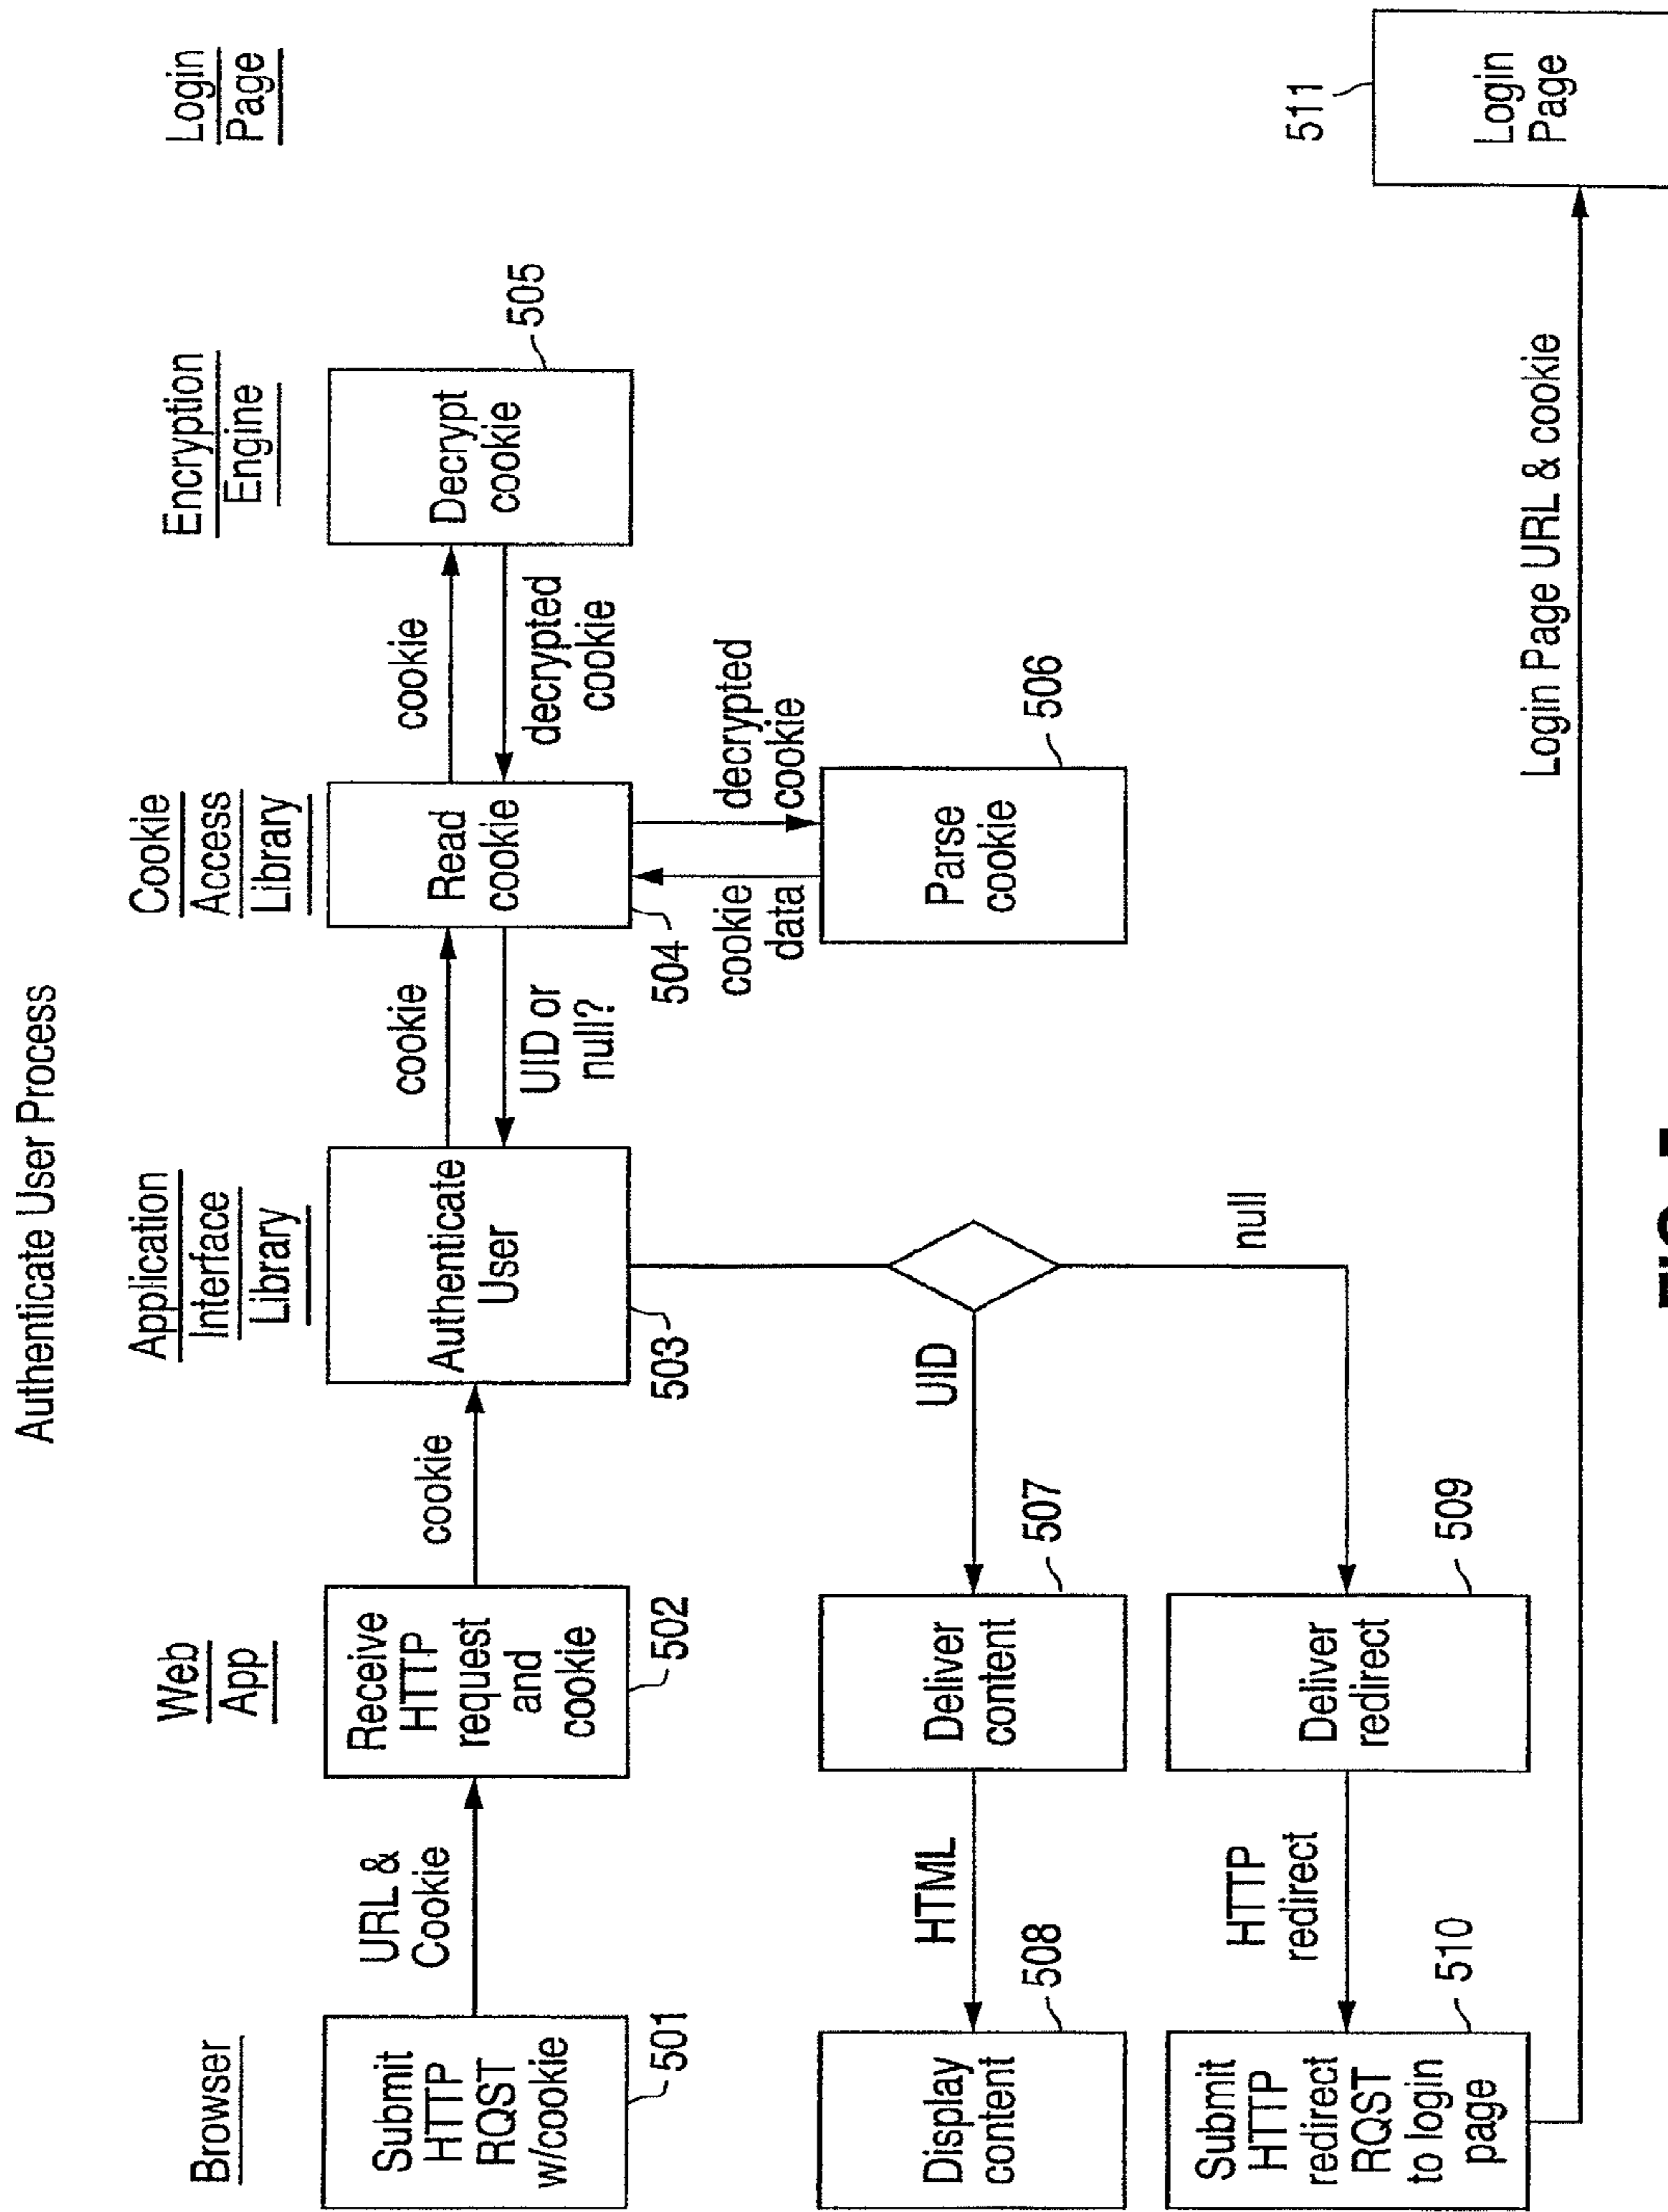 Authenticate User Process
Browser
Web
App
Application
Interface
Library
Cookie
Access
Library
Encryption
Engine
Login
Page
Submit
HTTP
RQST
w/cookie
501
URL &
Cookie
Receive
HTTP
request
and
cookie
502
cookie
Authenticate
User
503
cookie
UID or
null?
Read
cookie
504
cookie
decrypted
cookie
Decrypt
cookie
505
cookie
data
decrypted
cookie
Parse
cookie
506
UID
Deliver
content
507
HTML
Display
content
508
null
Deliver
redirect
509
HTTP
redirect
Submit
HTTP
redirect
RQST
to login
page
510
Login Page URL & cookie
Login
Page
511